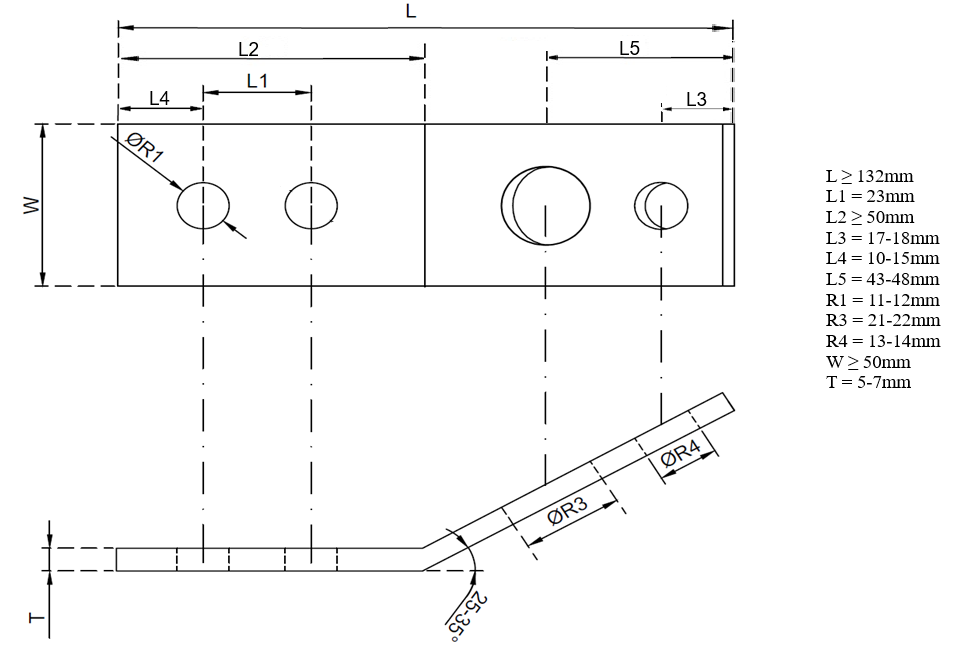 L
L2
L5
L1
L4
L3
ØR1
W
L ≥ 132mm
L1 = 23mm
L2 ≥ 50mm
L3 = 17-18mm
L4 = 10-15mm
L5 = 43-48mm
R1 = 11-12mm
R3 = 21-22mm
R4 = 13-14mm
W ≥ 50mm
T = 5-7mm
ØR4
ØR3
T
25-35°